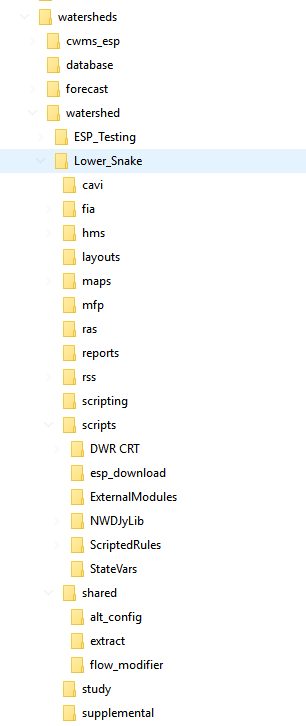 watersheds
cwms_esp
database
forecast
watershed
ESP_Testing
Lower_Snake
cavi
fia
hms
layouts
maps
mfp
ras
reports
rss
scripting
scripts
DWR CRT
esp_download
ExternalModules
NWDJyLib
ScriptedRules
StateVars
shared
alt_config
extract
flow_modifier
study
supplemental